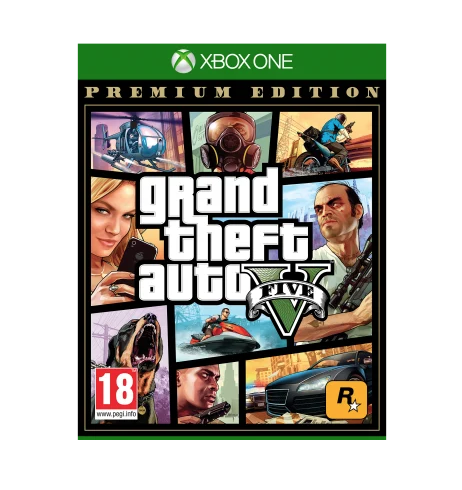 XBOX ONE
PREMIUM EDITION
grand
theft
auto
V
FIVE
18
www.pegi.info
R